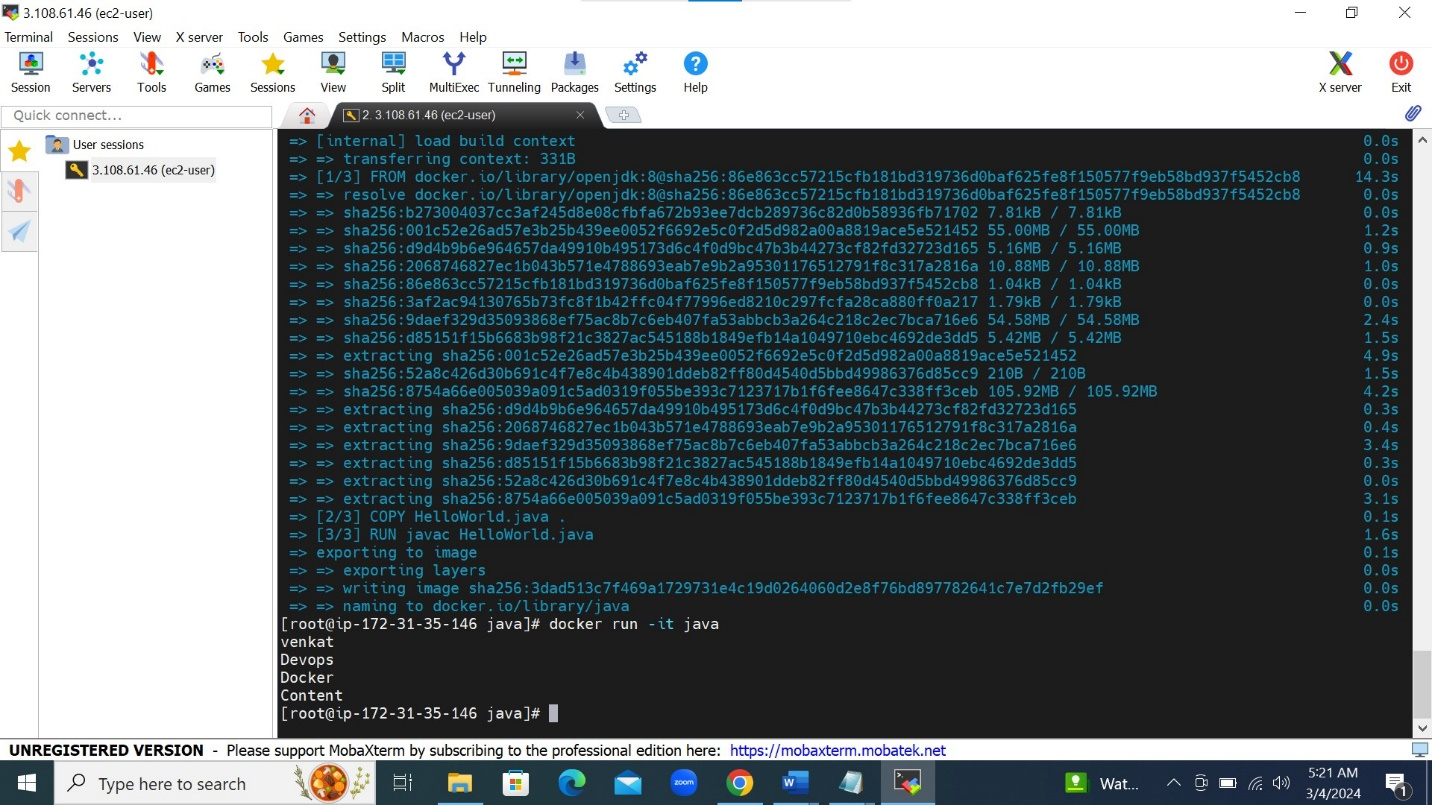 3.108.61.46 (ec2-user)
Terminal Sessions View X server Tools Games Settings Macros Help
Session Servers Tools Games Sessions View Split MultiExec Tunneling Packages Settings Help X server Exit
Quick connect...
2. 3.108.61.46 (ec2-user)
User sessions
3.108.61.46 (ec2-user)
=> [internal] load build context 0.0s
=> => transferring context: 331B 0.0s
=> [1/3] FROM docker.io/library/openjdk:8@sha256:86e863cc57215cfb181bd319736d0baf625fe8f150577f9eb58bd937f5452cb8 14.3s
=> => resolve docker.io/library/openjdk:8@sha256:86e863cc57215cfb181bd319736d0baf625fe8f150577f9eb58bd937f5452cb8 0.0s
=> => sha256:b273004037cc3af245d8e08cfbfa672b93ee7dcb289736c82d0b58936fb71702 7.81kB / 7.81kB 0.0s
=> => sha256:001c52e26ad57e3b25b439ee0052f6692e5c0f2d5d982a00a8819ace5e521452 55.00MB / 55.00MB 1.2s
=> => sha256:d9d4b9b6e964657da49910b495173d6c4f0d9bc47b3b44273cf82fd32723d165 5.16MB / 5.16MB 0.9s
=> => sha256:2068746827ec1b043b571e4788693eab7e9b2a95301176512791f8c317a2816a 10.88MB / 10.88MB 1.0s
=> => sha256:86e863cc57215cfb181bd319736d0baf625fe8f150577f9eb58bd937f5452cb8 1.04kB / 1.04kB 0.0s
=> => sha256:3af2ac94130765b73fc8f1b42ffc04f77996ed8210c297fcfa28ca880ff0a217 1.79kB / 1.79kB 0.0s
=> => sha256:9daef329d35093868ef75ac8b7c6eb407fa53abbcb3a264c218c2ec7bca716e6 54.58MB / 54.58MB 2.4s
=> => sha256:d85151f15b6683b98f21c3827ac545188b1849efb14a1049710ebc4692de3dd5 5.42MB / 5.42MB 1.5s
=> => extracting sha256:001c52e26ad57e3b25b439ee0052f6692e5c0f2d5d982a00a8819ace5e521452 4.9s
=> => sha256:52a8c426d30b691c4f7e8c4b438901ddeb82ff80d4540d5bbd49986376d85cc9 210B / 210B 1.5s
=> => sha256:8754a66e005039a091c5ad0319f055be393c7123717b1f6fee8647c338ff3ceb 105.92MB / 105.92MB 4.2s
=> => extracting sha256:d9d4b9b6e964657da49910b495173d6c4f0d9bc47b3b44273cf82fd32723d165 0.3s
=> => extracting sha256:2068746827ec1b043b571e4788693eab7e9b2a95301176512791f8c317a2816a 0.4s
=> => extracting sha256:9daef329d35093868ef75ac8b7c6eb407fa53abbcb3a264c218c2ec7bca716e6 3.4s
=> => extracting sha256:d85151f15b6683b98f21c3827ac545188b1849efb14a1049710ebc4692de3dd5 0.3s
=> => extracting sha256:52a8c426d30b691c4f7e8c4b438901ddeb82ff80d4540d5bbd49986376d85cc9 0.0s
=> => extracting sha256:8754a66e005039a091c5ad0319f055be393c7123717b1f6fee8647c338ff3ceb 3.1s
=> [2/3] COPY HelloWorld.java . 0.1s
=> [3/3] RUN javac HelloWorld.java 1.6s
=> exporting to image 0.1s
=> => exporting layers 0.0s
=> => writing image sha256:3dad513c7f469a1729731e4c19d0264060d2e8f76bd897782641c7e7d2fb29ef 0.0s
=> => naming to docker.io/library/java 0.0s
[root@ip-172-31-35-146 java]# docker run -it java
venkat
Devops
Docker
Content
[root@ip-172-31-35-146 java]#
UNREGISTERED VERSION - Please support MobaXterm by subscribing to the professional edition here: https://mobaxterm.mobatek.net
Type here to search
zoom
Wat...
5:21 AM
3/4/2024
1